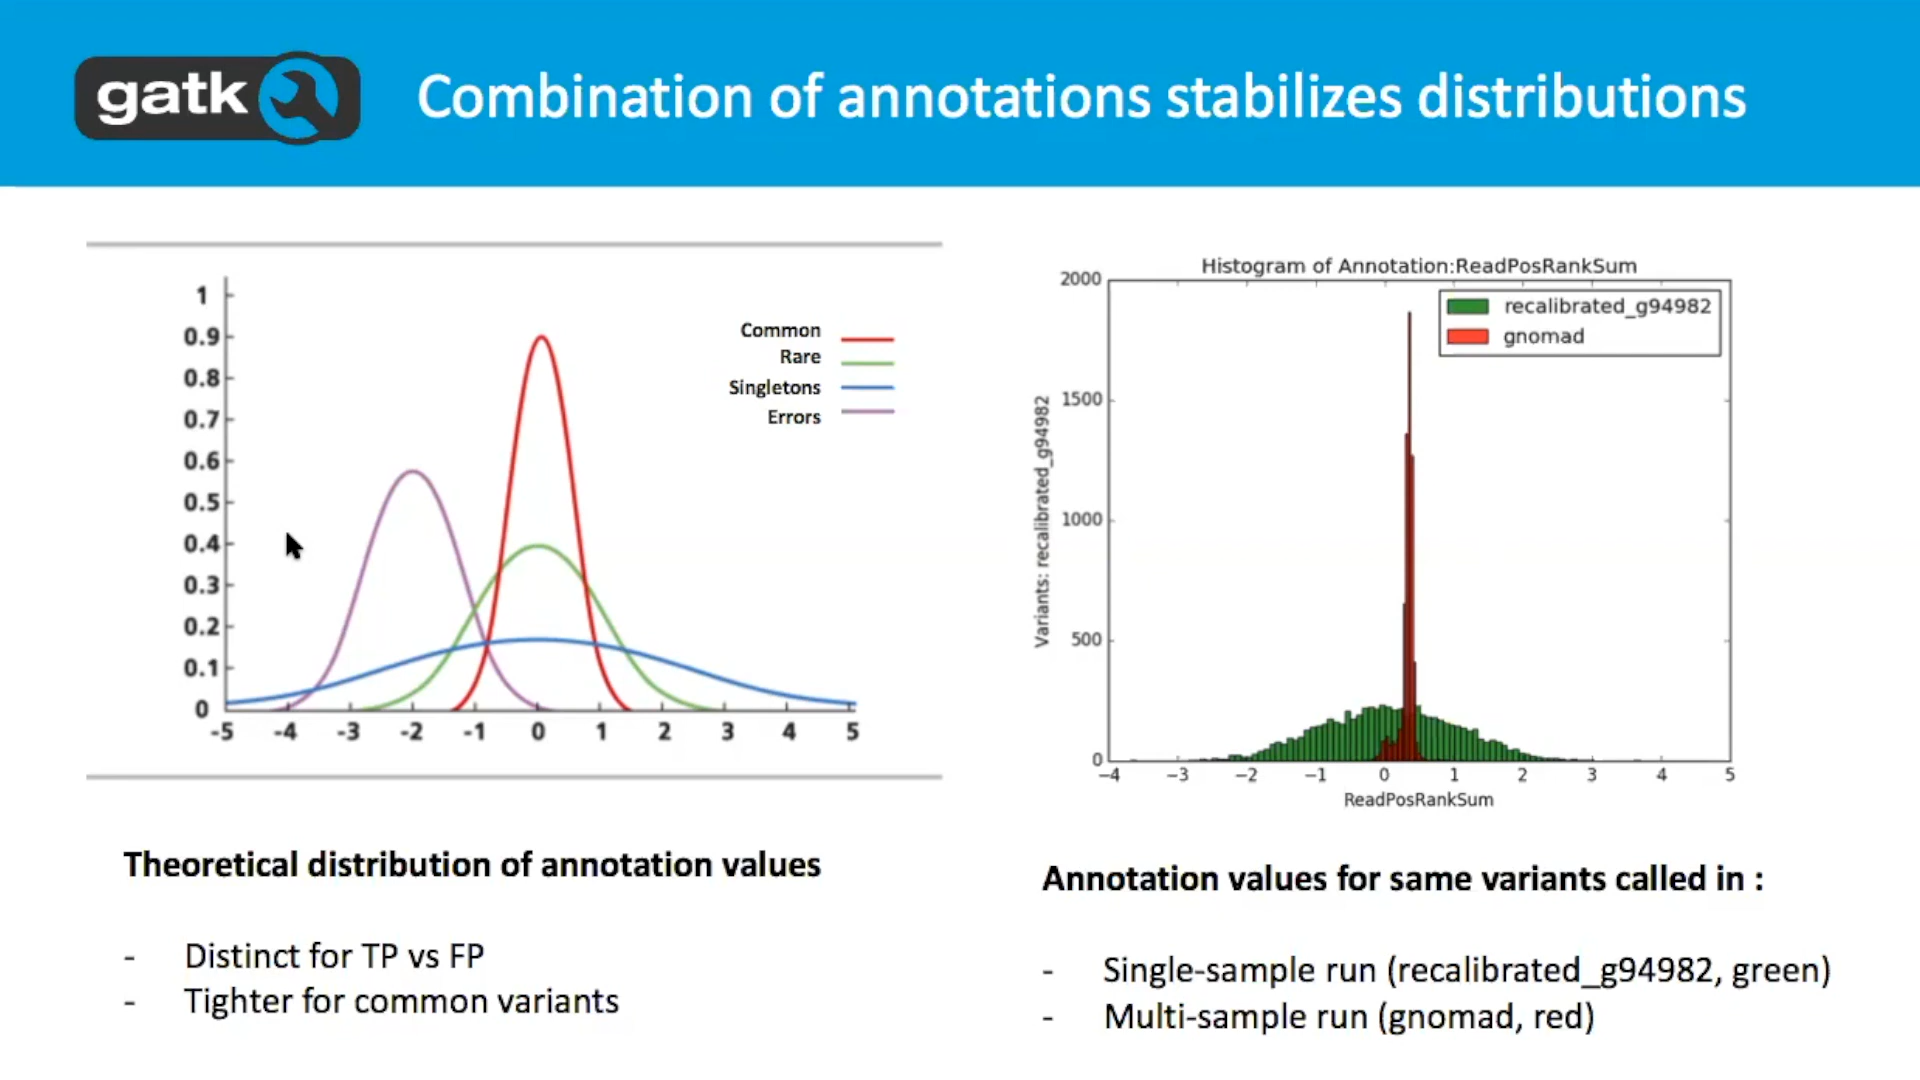 gatk
Combination of annotations stabilizes distributions
1
0.9
0.8
0.7
0.6
0.5
0.4
0.3
0.2
0.1
0
-5 -4 -3 -2 -1 0 1 2 3 4 5
Common
Rare
Singletons
Errors
Theoretical distribution of annotation values
- Distinct for TP vs FP
- Tighter for common variants
Histogram of Annotation:ReadPosRankSum
recalibrated_g94982
gnomad
Variants: recalibrated_g94982
2000
1500
1000
500
0
−4 −3 −2 −1 0 1 2 3 4 5
ReadPosRankSum
Annotation values for same variants called in :
- Single-sample run (recalibrated_g94982, green)
- Multi-sample run (gnomad, red)